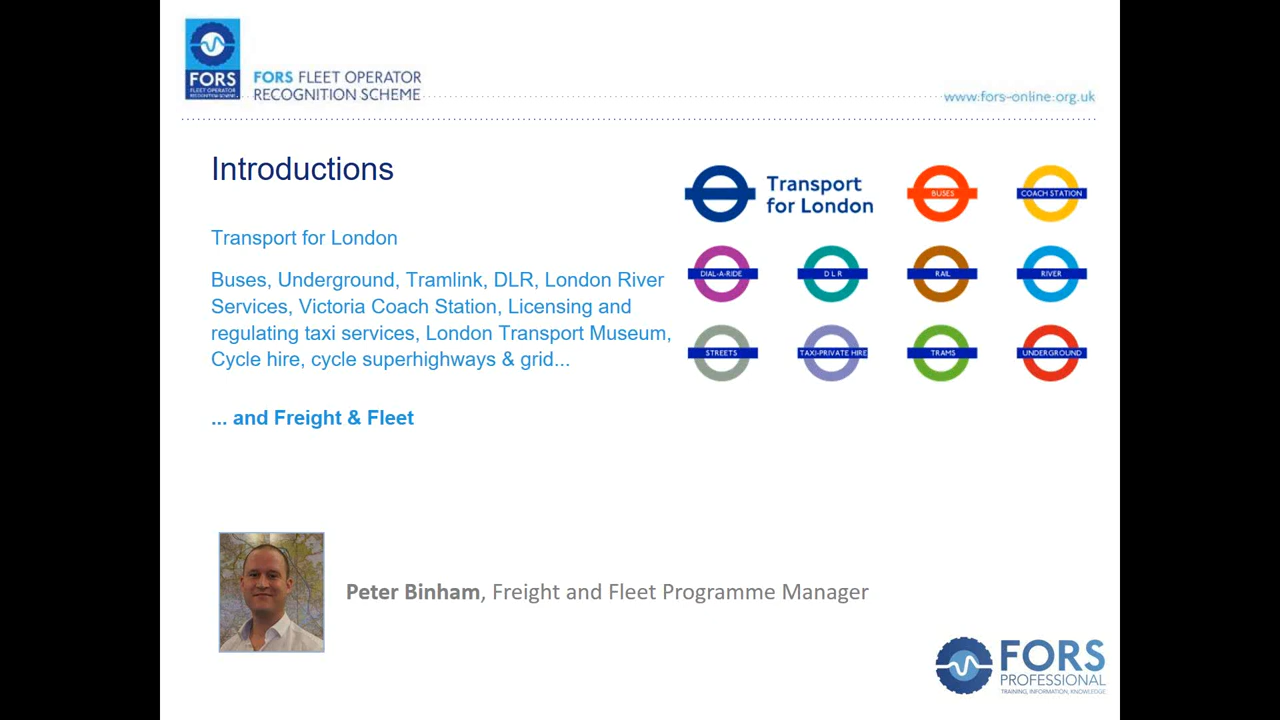 FORS
FLEET OPERATOR
RECOGNITION SCHEME
FORS FLEET OPERATOR
RECOGNITION SCHEME
www.fors-online.org.uk
Introductions
Transport
for London
BUSES
COACH STATION
Transport for London
Buses, Underground, Tramlink, DLR, London River
Services, Victoria Coach Station, Licensing and
regulating taxi services, London Transport Museum,
Cycle hire, cycle superhighways & grid...
DIAL-A-RIDE
DLR
RAIL
RIVER
STREETS
TAXI-PRIVATE HIRE
TRAMS
UNDERGROUND
... and Freight & Fleet
Peter Binham, Freight and Fleet Programme Manager
FORS
PROFESSIONAL
TRAINING, INFORMATION, KNOWLEDGE